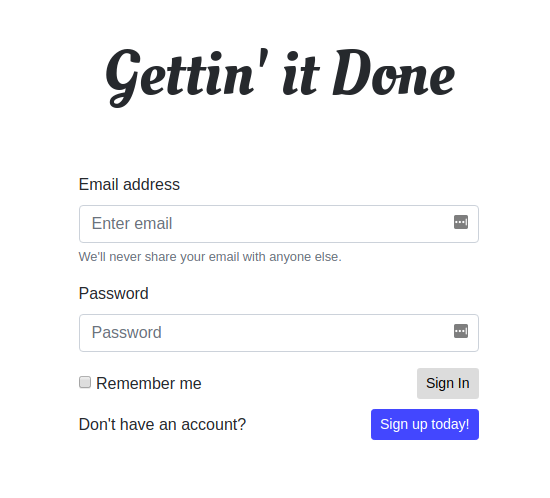 Gettin' it Done
Email address
Enter email
We'll never share your email with anyone else.
Password
Password
Remember me
Sign In
Don't have an account?
Sign up today!